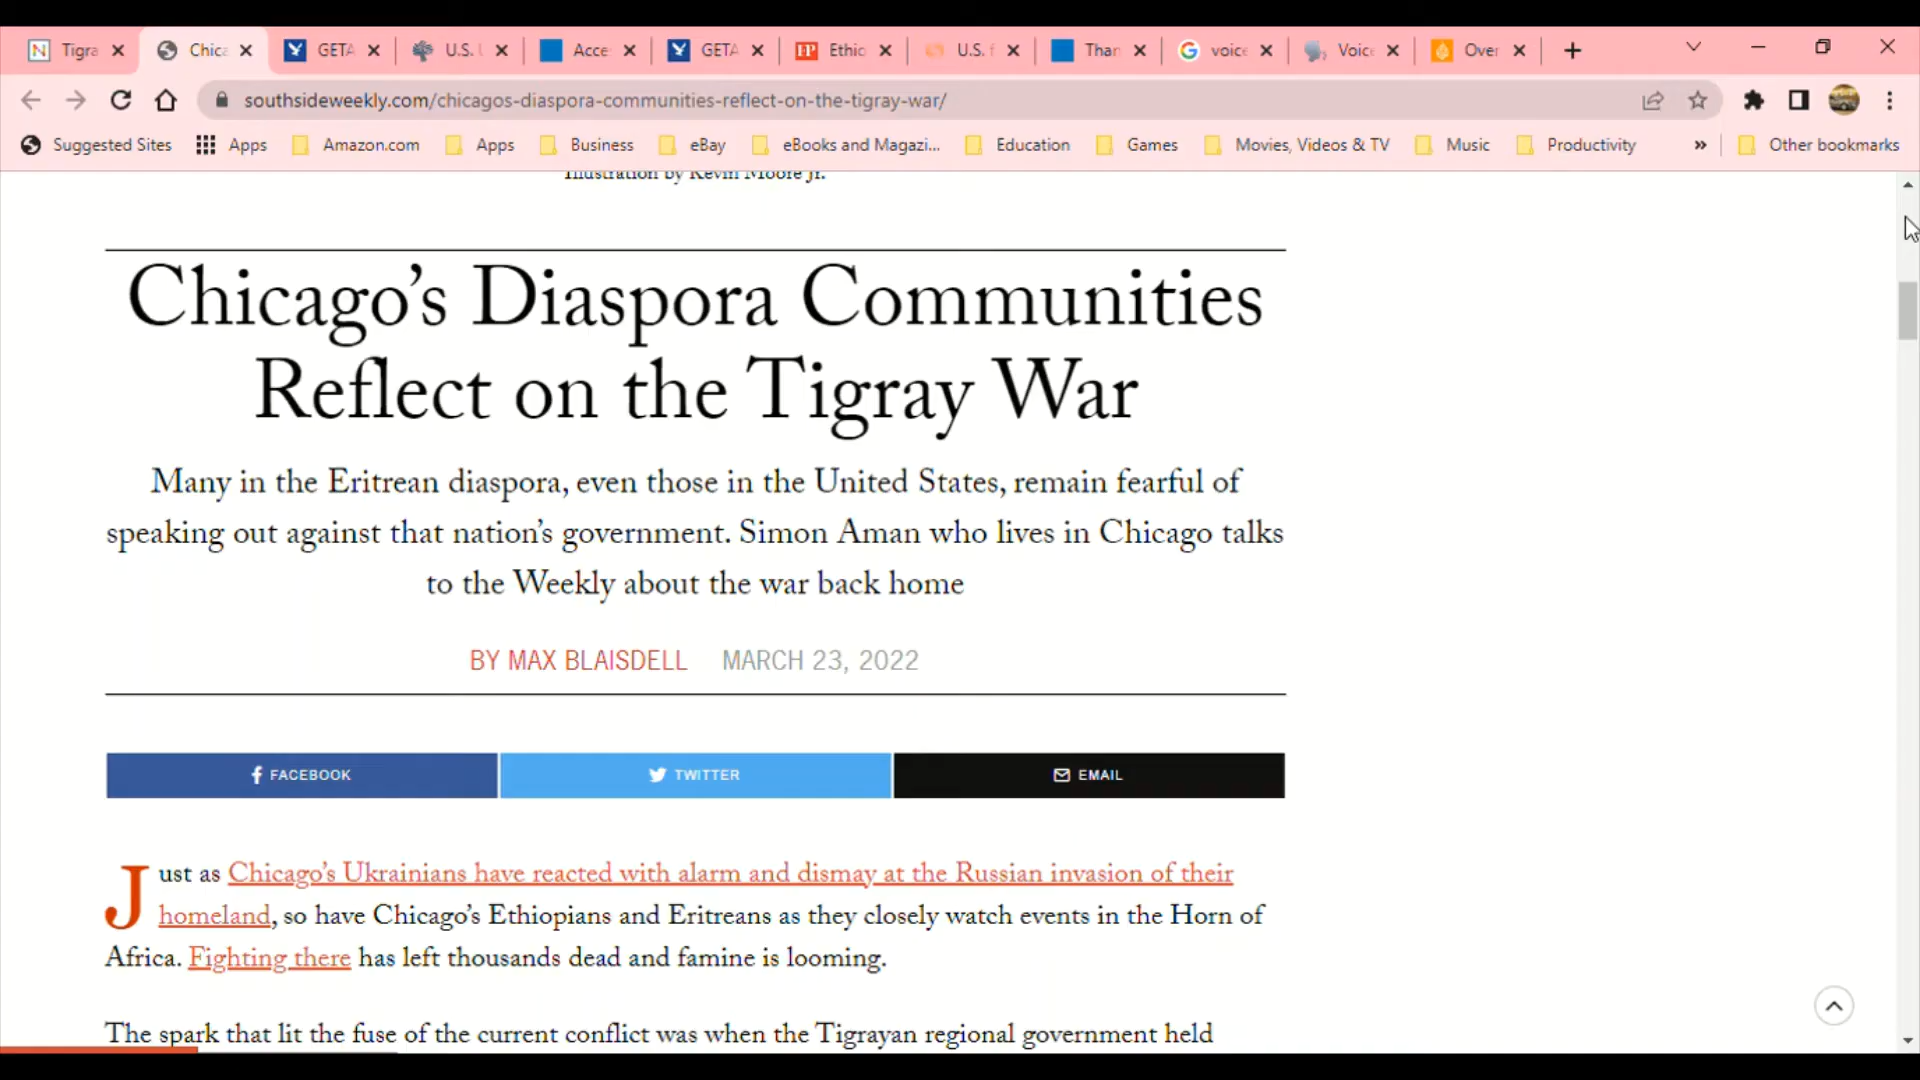 Tigra
Chica
GETA
U.S. U
Acce
GETA
Ethic
U.S. f
Than
voice
Voice
Over
southsideweekly.com/chicagos-diaspora-communities-reflect-on-the-tigray-war/
Suggested Sites
Apps
Amazon.com
Apps
Business
eBay
eBooks and Magazi...
Education
Games
Movies, Videos & TV
Music
Productivity
»
Other bookmarks
Illustration by Kevin Moore Jr.
Chicago’s Diaspora Communities
Reflect on the Tigray War
Many in the Eritrean diaspora, even those in the United States, remain fearful of
speaking out against that nation’s government. Simon Aman who lives in Chicago talks
to the Weekly about the war back home
BY MAX BLAISDELL MARCH 23, 2022
FACEBOOK
TWITTER
EMAIL
Just as Chicago’s Ukrainians have reacted with alarm and dismay at the Russian invasion of their
homeland, so have Chicago’s Ethiopians and Eritreans as they closely watch events in the Horn of
Africa. Fighting there has left thousands dead and famine is looming.
The spark that lit the fuse of the current conflict was when the Tigrayan regional government held